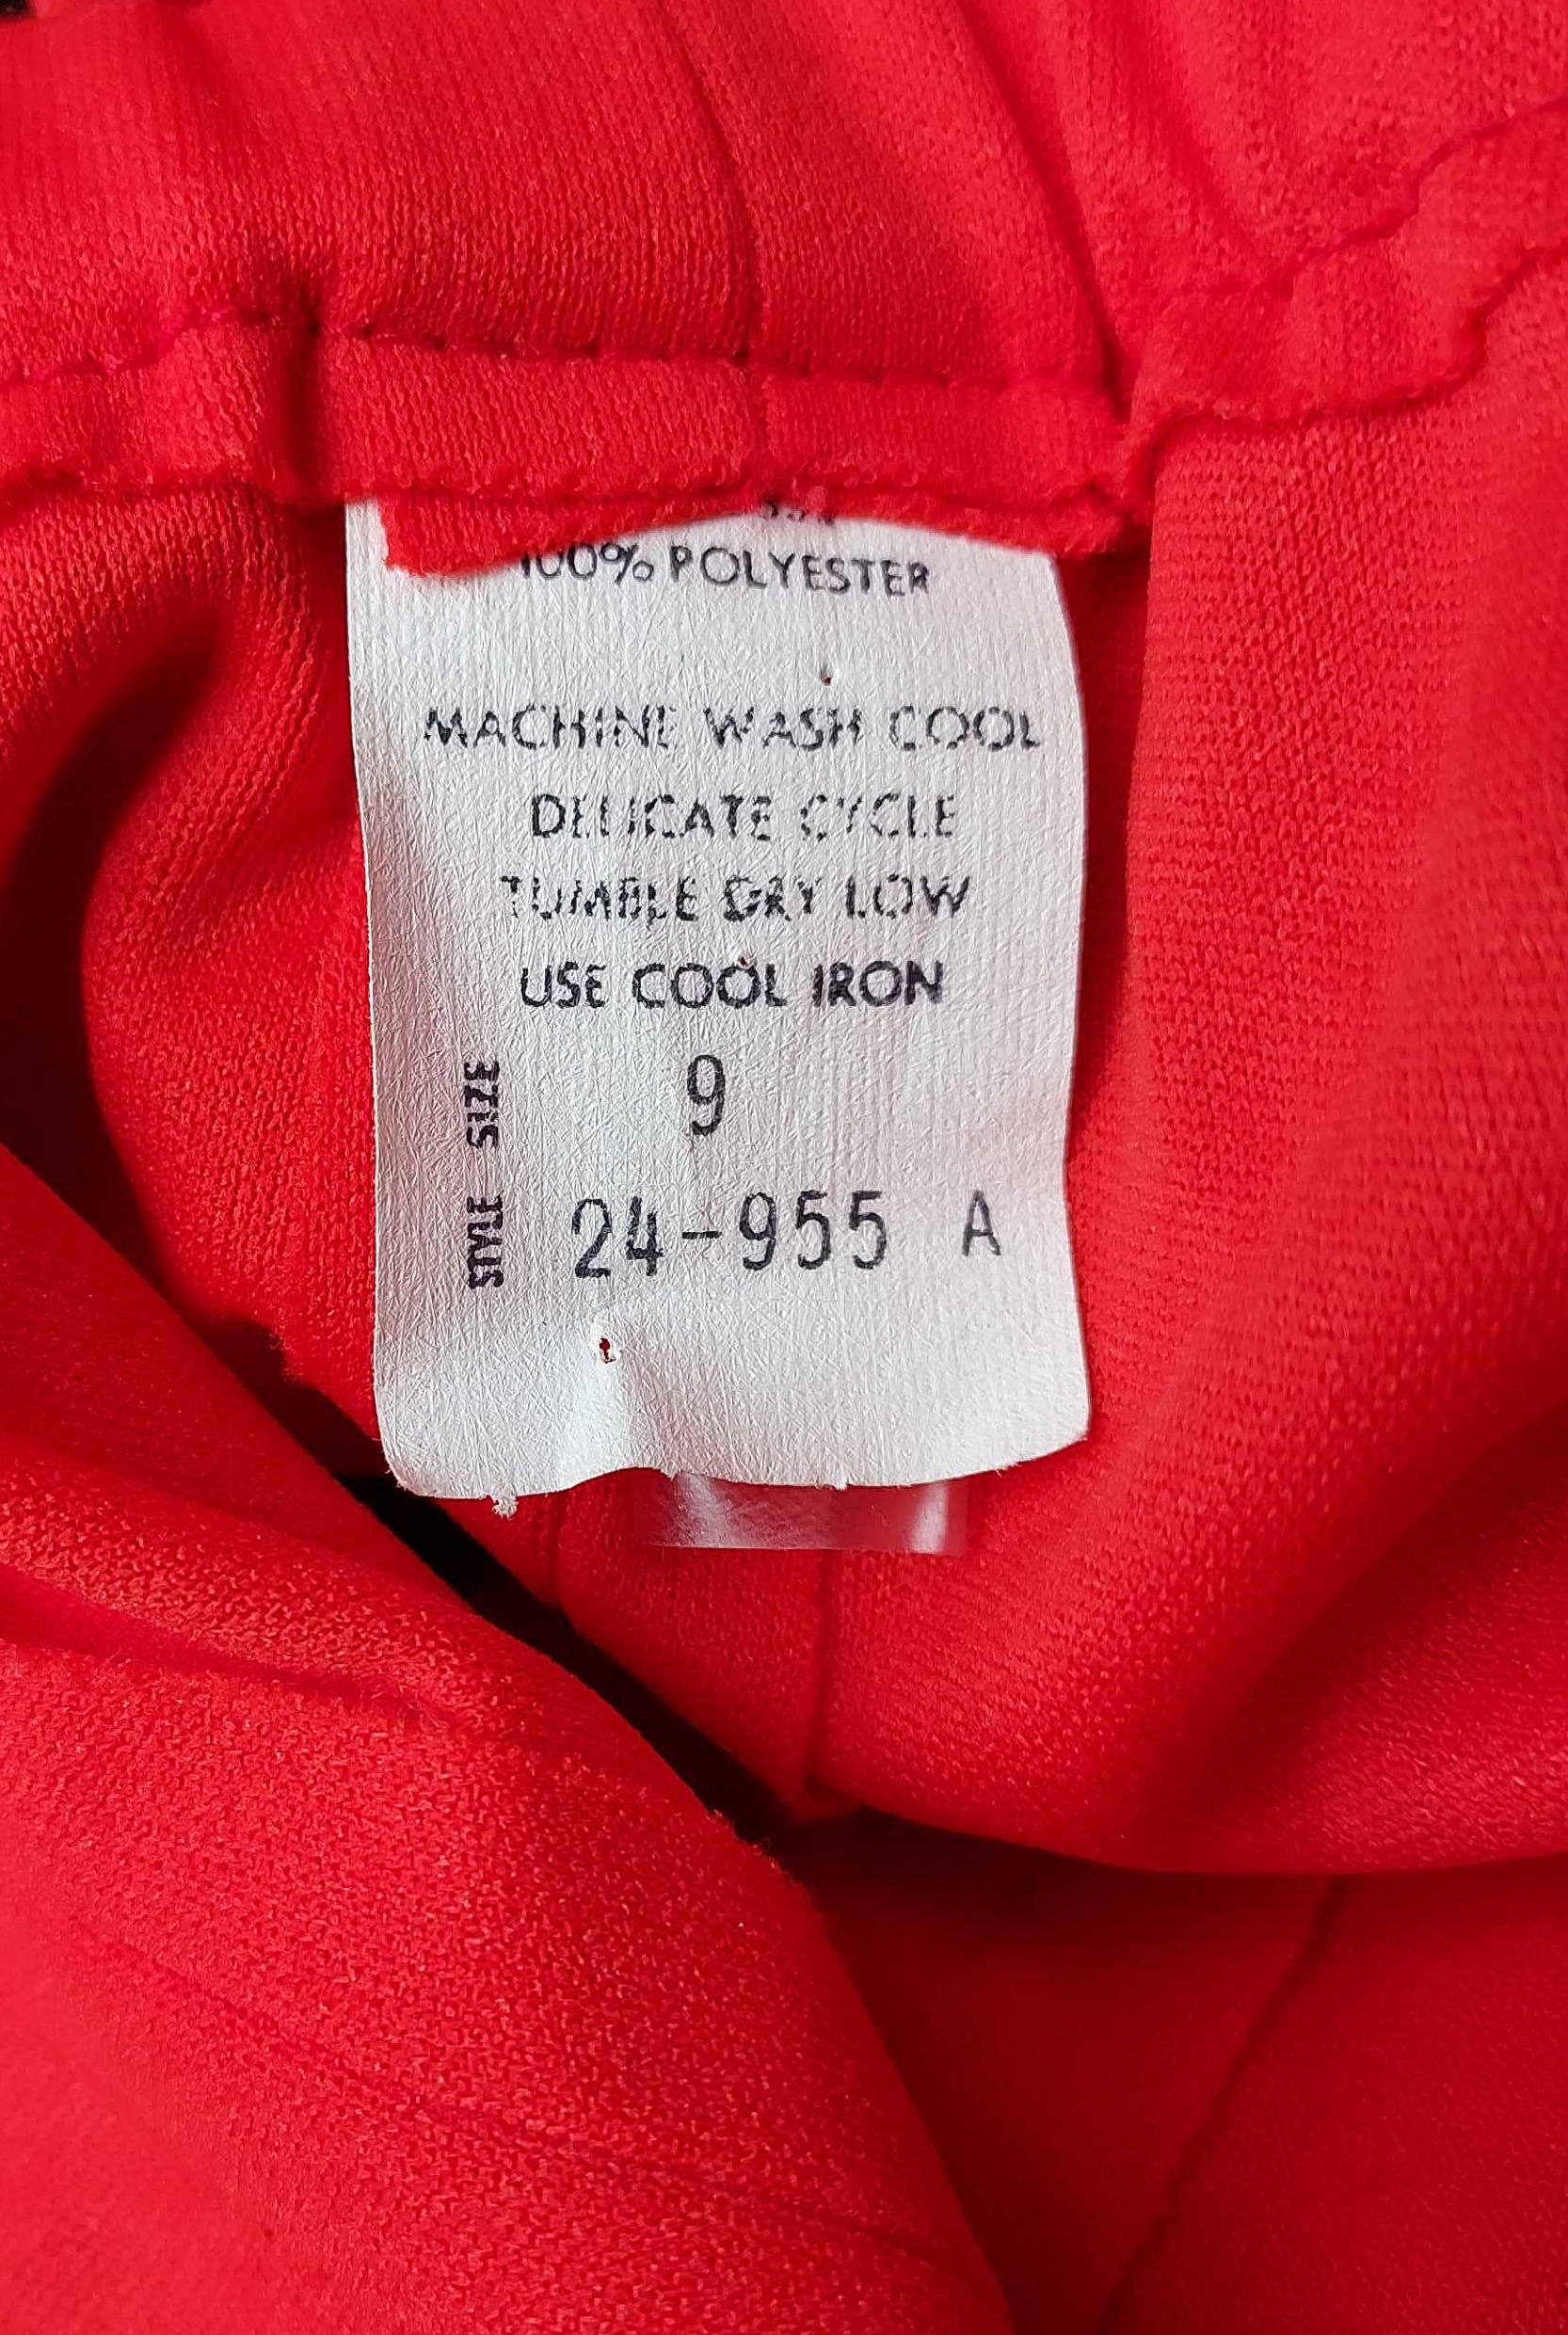 100% POLYESTER
MACHINE WASH COOL
DELICATE CYCLE
TUMBLE DRY LOW
USE COOL IRON
SIZE 9
STYLE 24-955 A